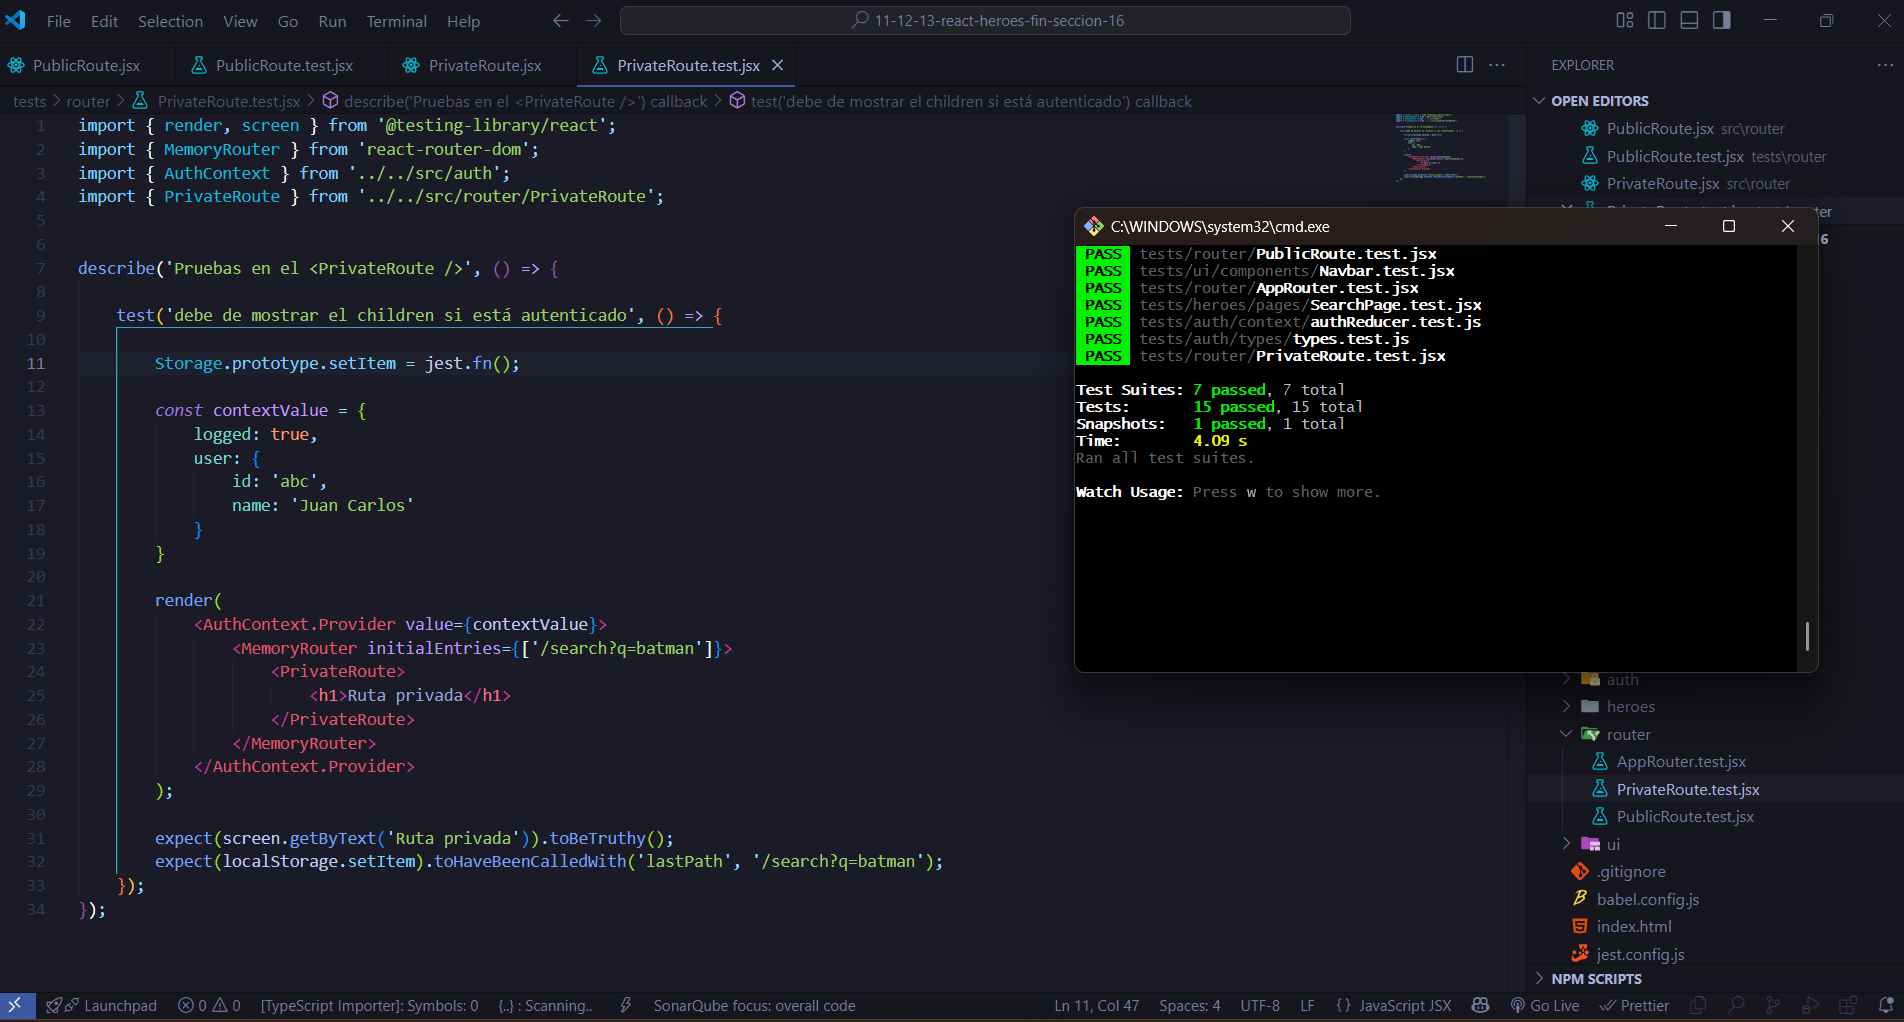 File Edit Selection View Go Run Terminal Help
11-12-13-react-heroes-fin-seccion-16
PublicRoute.jsx PublicRoute.test.jsx PrivateRoute.jsx PrivateRoute.test.jsx
tests > router > PrivateRoute.test.jsx > describe('Pruebas en el <PrivateRoute />') callback > test('debe de mostrar el children si está autenticado') callback
1 import { render, screen } from '@testing-library/react';
2 import { MemoryRouter } from 'react-router-dom';
3 import { AuthContext } from '../../src/auth';
4 import { PrivateRoute } from '../../src/router/PrivateRoute';
5
6
7 describe('Pruebas en el <PrivateRoute />', () => {
8
9 test('debe de mostrar el children si está autenticado', () => {
10
11 Storage.prototype.setItem = jest.fn();
12
13 const contextValue = {
14 logged: true,
15 user: {
16 id: 'abc',
17 name: 'Juan Carlos'
18 }
19 }
20
21 render(
22 <AuthContext.Provider value={contextValue}>
23 <MemoryRouter initialEntries={['/search?q=batman']}>
24 <PrivateRoute>
25 <h1>Ruta privada</h1>
26 </PrivateRoute>
27 </MemoryRouter>
28 </AuthContext.Provider>
29 );
30
31 expect(screen.getByText('Ruta privada')).toBeTruthy();
32 expect(localStorage.setItem).toHaveBeenCalledWith('lastPath', '/search?q=batman');
33 });
34 });
C:\WINDOWS\system32\cmd.exe
PASS tests/router/PublicRoute.test.jsx
PASS tests/ui/components/Navbar.test.jsx
PASS tests/router/AppRouter.test.jsx
PASS tests/heroes/pages/SearchPage.test.jsx
PASS tests/auth/context/authReducer.test.js
PASS tests/auth/types/types.test.js
PASS tests/router/PrivateRoute.test.jsx
Test Suites: 7 passed, 7 total
Tests: 15 passed, 15 total
Snapshots: 1 passed, 1 total
Time: 4.09 s
Ran all test suites.
Watch Usage: Press w to show more.
EXPLORER
OPEN EDITORS
PublicRoute.jsx src\router
PublicRoute.test.jsx tests\router
PrivateRoute.jsx src\router
16
auth
heroes
router
AppRouter.test.jsx
PrivateRoute.test.jsx
PublicRoute.test.jsx
ui
.gitignore
babel.config.js
index.html
jest.config.js
NPM SCRIPTS
Launchpad 0 0 [TypeScript Importer]: Symbols: 0 {..} : Scanning.. SonarQube focus: overall code Ln 11, Col 47 Spaces: 4 UTF-8 LF {} JavaScript JSX Go Live Prettier